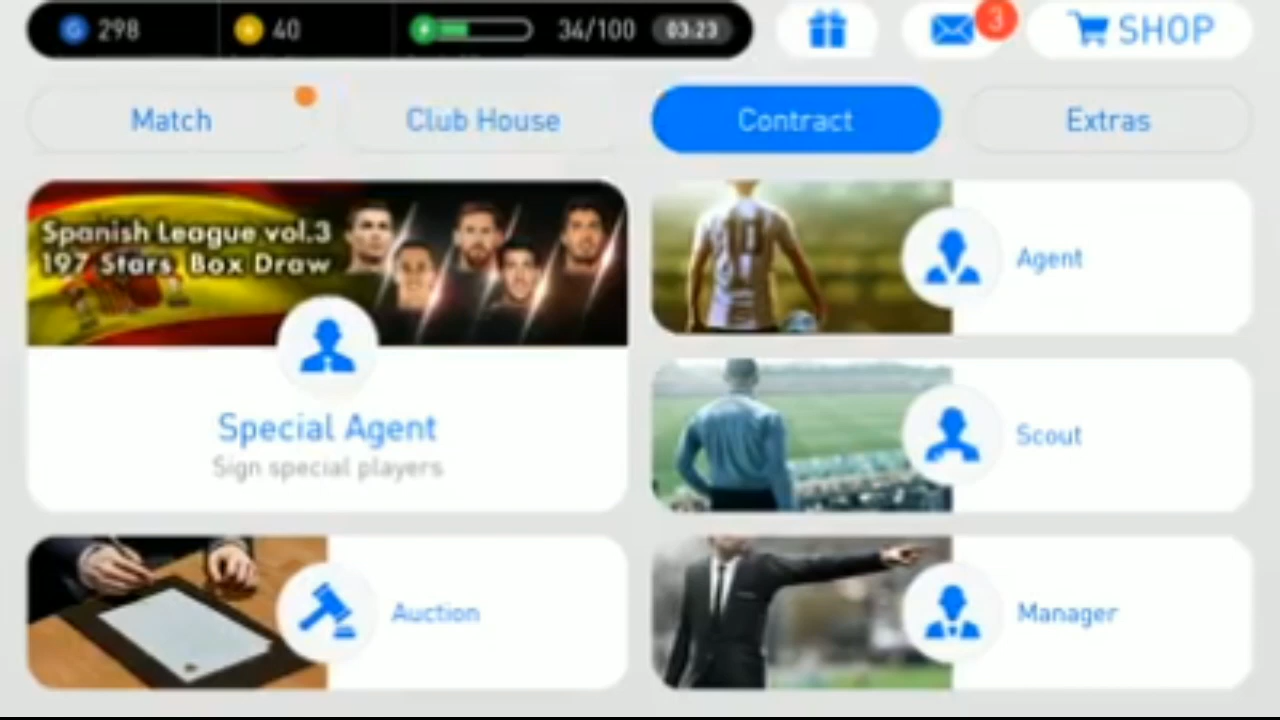 298
40
34/100
03:23
3
SHOP
Match
Club House
Contract
Extras
Spanish League vol.3
197 Stars Box Draw
Special Agent
Sign special players
Agent
Scout
Auction
Manager